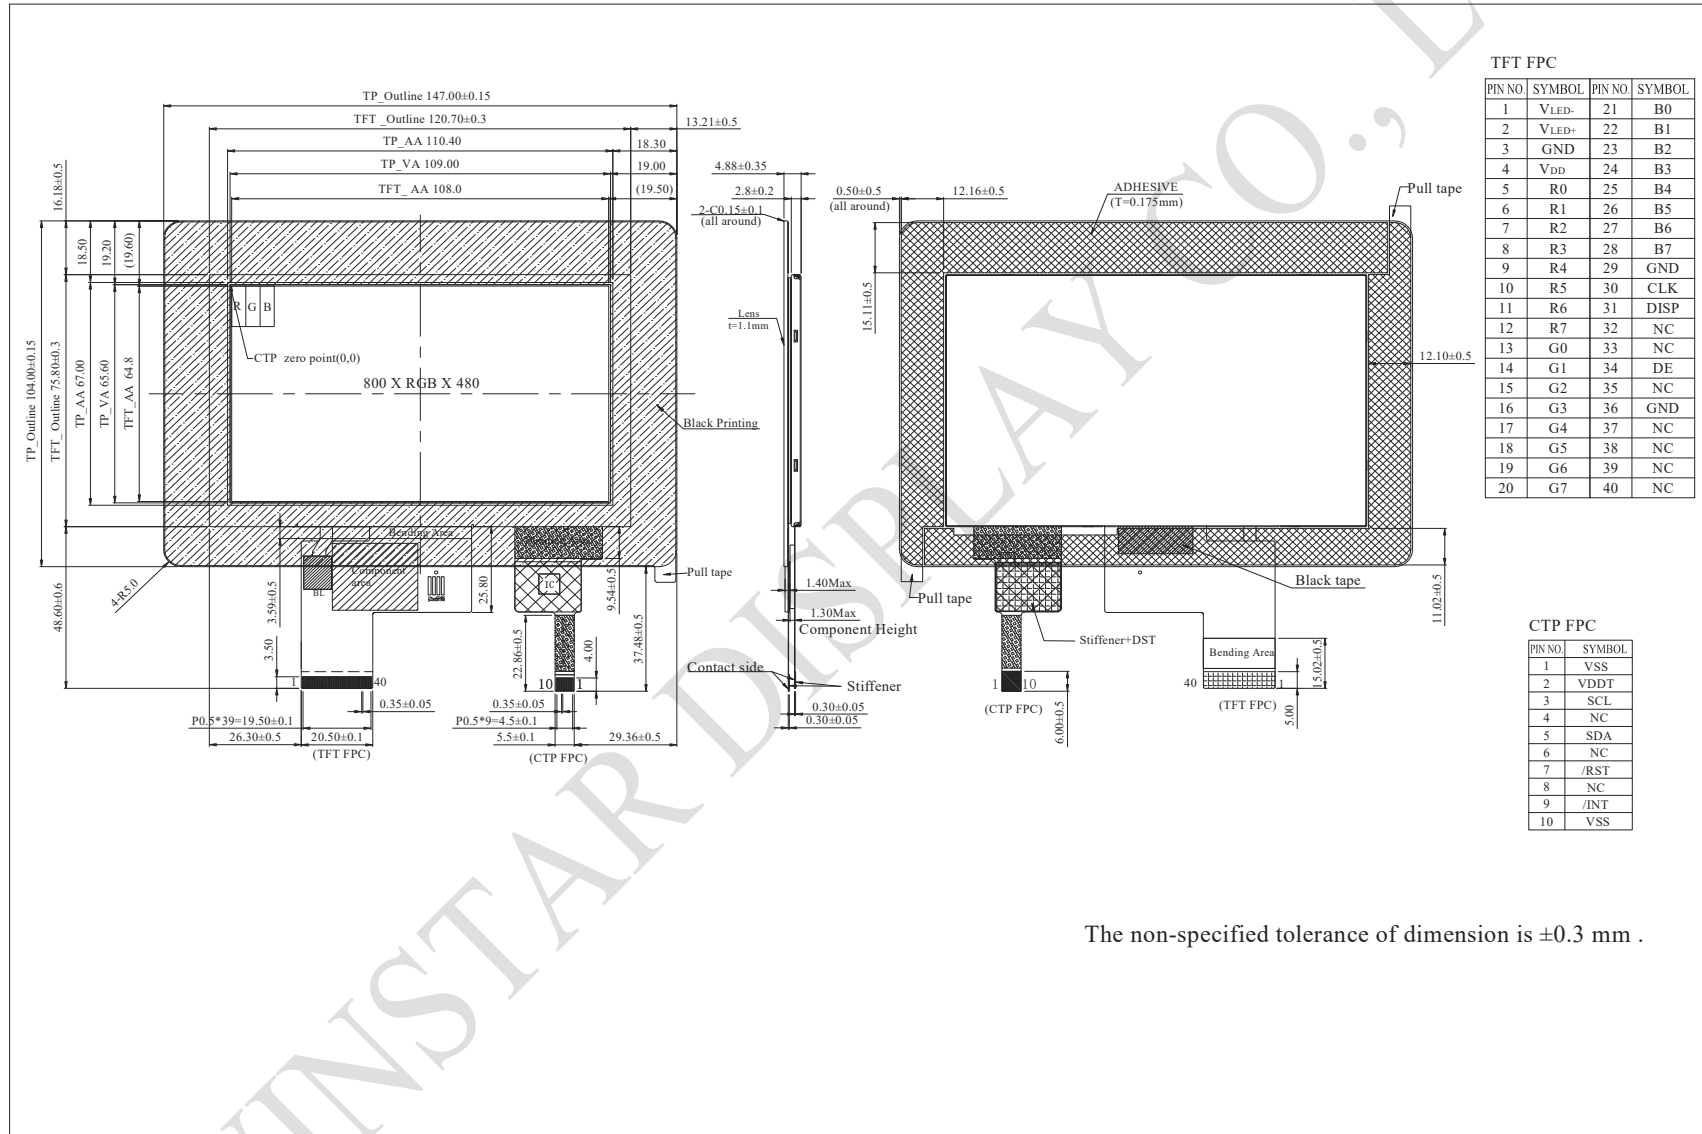 TP_Outline 147.00±0.15
TFT _Outline 120.70±0.3
13.21±0.5
TP_AA 110.40
18.30
TP_VA 109.00
19.00
TFT_ AA 108.0
(19.50)
16.18±0.5
18.50
19.20
(19.60)
TP_Outline 104.00±0.15
TFT_ Outline 75.80±0.3
TP_AA 67.00
TP_VA 65.60
TFT_AA 64.8
R G B
CTP zero point(0,0)
800 X RGB X 480
Black Printing
Bending Area
Component
area
BL
IC
Pull tape
4-R5.0
48.60±0.6
3.59±0.5
3.50
25.80
9.54±0.5
22.86±0.5
4.00
37.48±0.5
1
40
10
1
0.35±0.05
0.35±0.05
P0.5*39=19.50±0.1
P0.5*9=4.5±0.1
26.30±0.5
20.50±0.1
5.5±0.1
29.36±0.5
(TFT FPC)
(CTP FPC)
4.88±0.35
2.8±0.2
2-C0.15±0.1
(all around)
Lens
t=1.1mm
1.40Max
1.30Max
Component Height
Contact side
Stiffener
0.30±0.05
0.30±0.05
0.50±0.5
(all around)
12.16±0.5
ADHESIVE
(T=0.175mm)
Pull tape
15.11±0.5
12.10±0.5
Black tape
Pull tape
11.02±0.5
Stiffener+DST
Bending Area
15.02±0.5
1
10
40
1
(CTP FPC)
6.00±0.5
(TFT FPC)
5.00
TFT FPC
PIN NO. SYMBOL PIN NO. SYMBOL
1 VLED- 21 B0
2 VLED+ 22 B1
3 GND 23 B2
4 VDD 24 B3
5 R0 25 B4
6 R1 26 B5
7 R2 27 B6
8 R3 28 B7
9 R4 29 GND
10 R5 30 CLK
11 R6 31 DISP
12 R7 32 NC
13 G0 33 NC
14 G1 34 DE
15 G2 35 NC
16 G3 36 GND
17 G4 37 NC
18 G5 38 NC
19 G6 39 NC
20 G7 40 NC
CTP FPC
PIN NO. SYMBOL
1 VSS
2 VDDT
3 SCL
4 NC
5 SDA
6 NC
7 /RST
8 NC
9 /INT
10 VSS
The non-specified tolerance of dimension is ±0.3 mm .
INSTAR DISPLAY CO., L